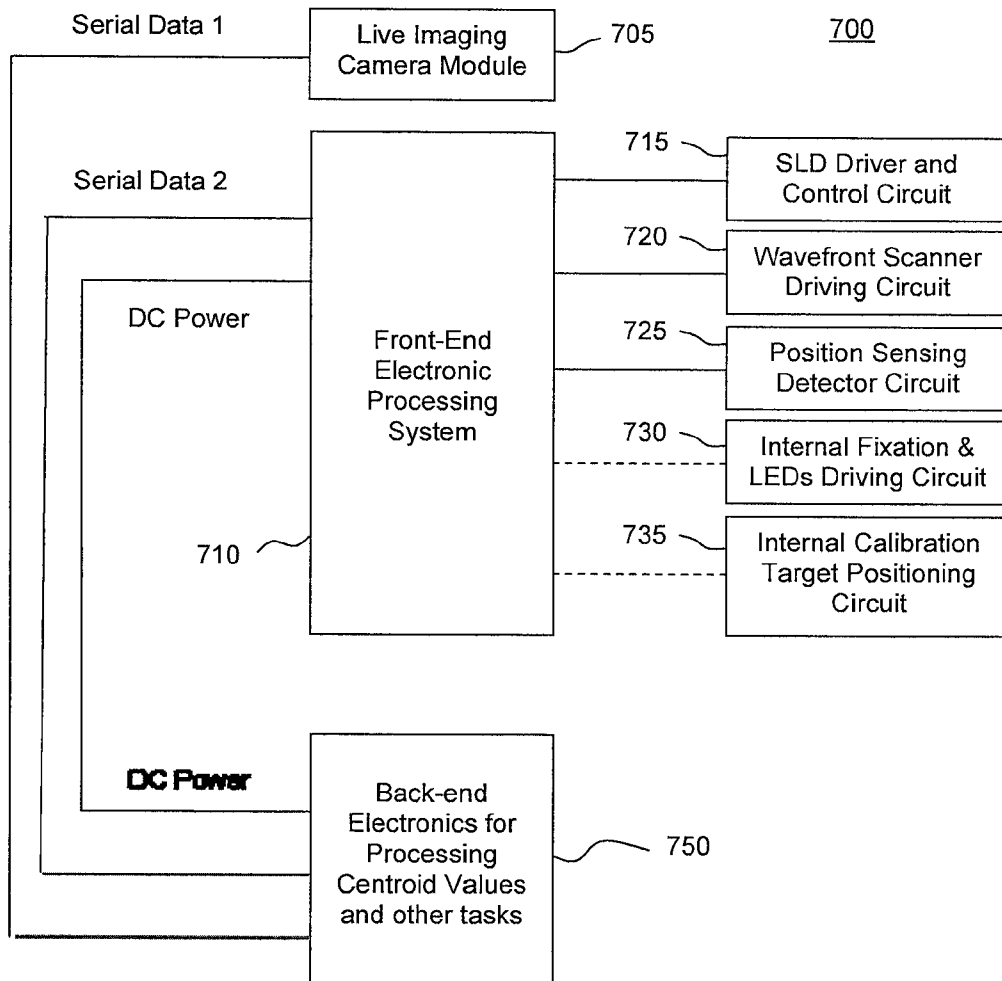 Serial Data 1
Live Imaging
Camera Module
705
700
Serial Data 2
715
SLD Driver and
Control Circuit
720
Wavefront Scanner
Driving Circuit
DC Power
725
Position Sensing
Detector Circuit
Front-End
Electronic
Processing
System
730
Internal Fixation &
LEDs Driving Circuit
710
735
Internal Calibration
Target Positioning
Circuit
DC Power
Back-end
Electronics for
Processing
Centroid Values
and other tasks
750